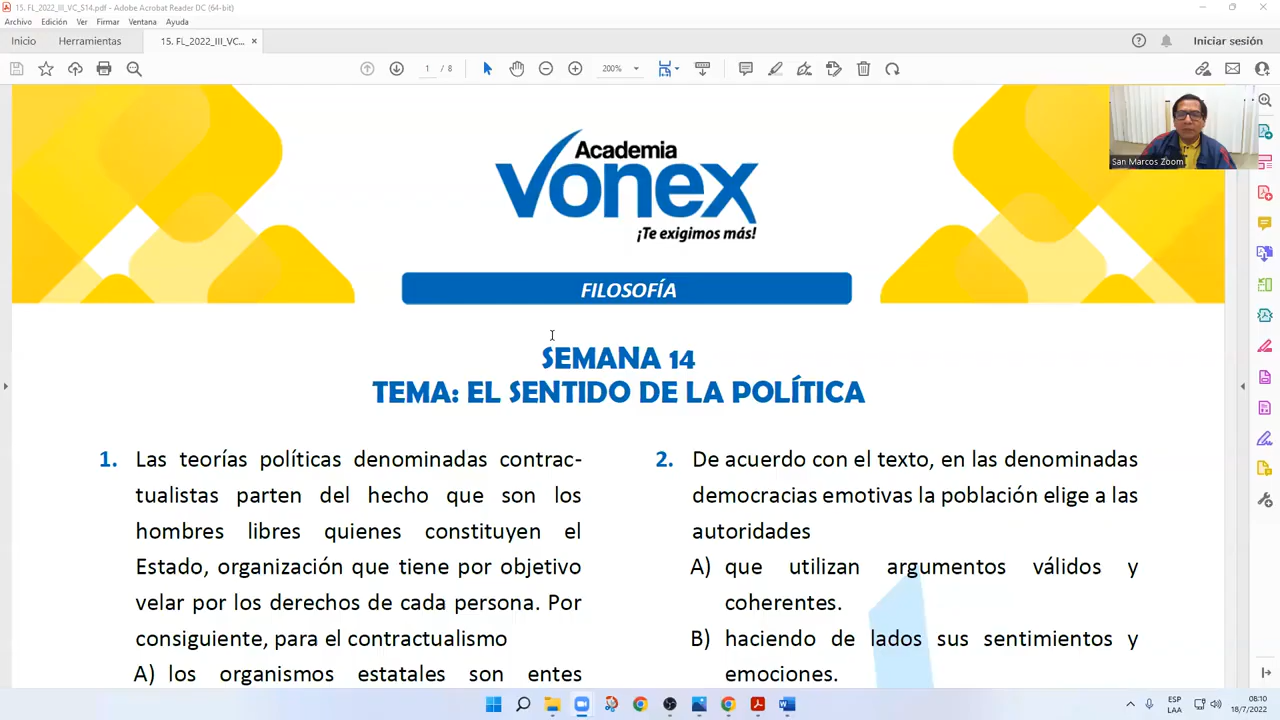 15. FL_2022_III_VC_S14.pdf - Adobe Acrobat Reader DC (64-bit)
Archivo Edición Ver Firmar Ventana Ayuda
Inicio Herramientas 15. FL_2022_III_VC... × Iniciar sesión
1 / 8 200%
San Marcos Zoom
Academia
vonex
¡Te exigimos más!
FILOSOFÍA
SEMANA 14
TEMA: EL SENTIDO DE LA POLÍTICA
1. Las teorías políticas denominadas contrac-
tualistas parten del hecho que son los
hombres libres quienes constituyen el
Estado, organización que tiene por objetivo
velar por los derechos de cada persona. Por
consiguiente, para el contractualismo
A) los organismos estatales son entes
2. De acuerdo con el texto, en las denominadas
democracias emotivas la población elige a las
autoridades
A) que utilizan argumentos válidos y
coherentes.
B) haciendo de lados sus sentimientos y
emociones.
ESP
LAA
08:10
18/7/2022